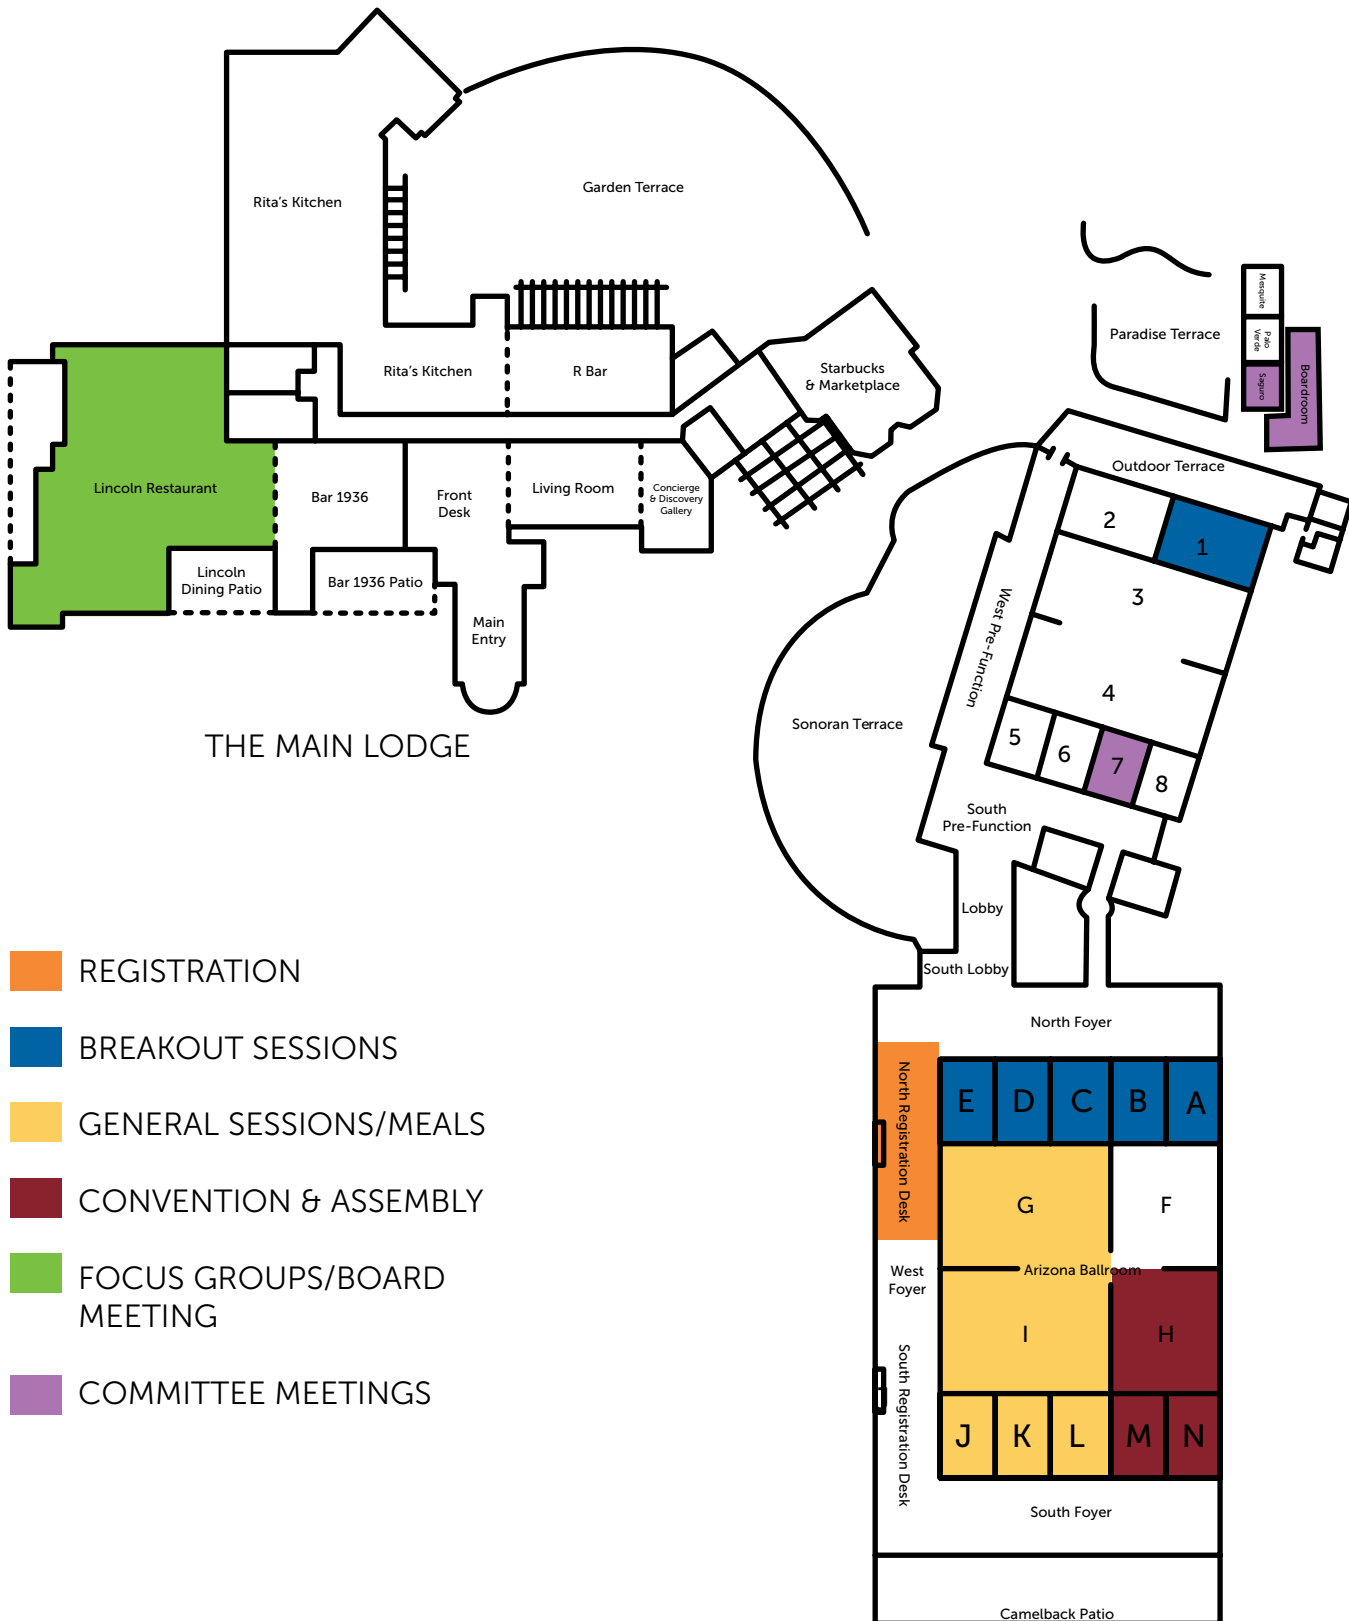 Rita's Kitchen
Garden Terrace
Rita's Kitchen
R Bar
Starbucks
& Marketplace
Lincoln Restaurant
Bar 1936
Front
Desk
Living Room
Concierge
& Discovery
Gallery
Lincoln
Dining Patio
Bar 1936 Patio
Main
Entry
THE MAIN LODGE
Paradise Terrace
Mesquite
Palo
Verde
Saguro
Boardroom
Outdoor Terrace
2
1
3
West Pre-Function
4
Sonoran Terrace
5
6
7
8
South
Pre-Function
Lobby
South Lobby
North Foyer
North Registration Desk
E
D
C
B
A
G
F
West
Foyer
Arizona Ballroom
I
H
South Registration Desk
J
K
L
M
N
South Foyer
Camelback Patio
REGISTRATION
BREAKOUT SESSIONS
GENERAL SESSIONS/MEALS
CONVENTION & ASSEMBLY
FOCUS GROUPS/BOARD
MEETING
COMMITTEE MEETINGS